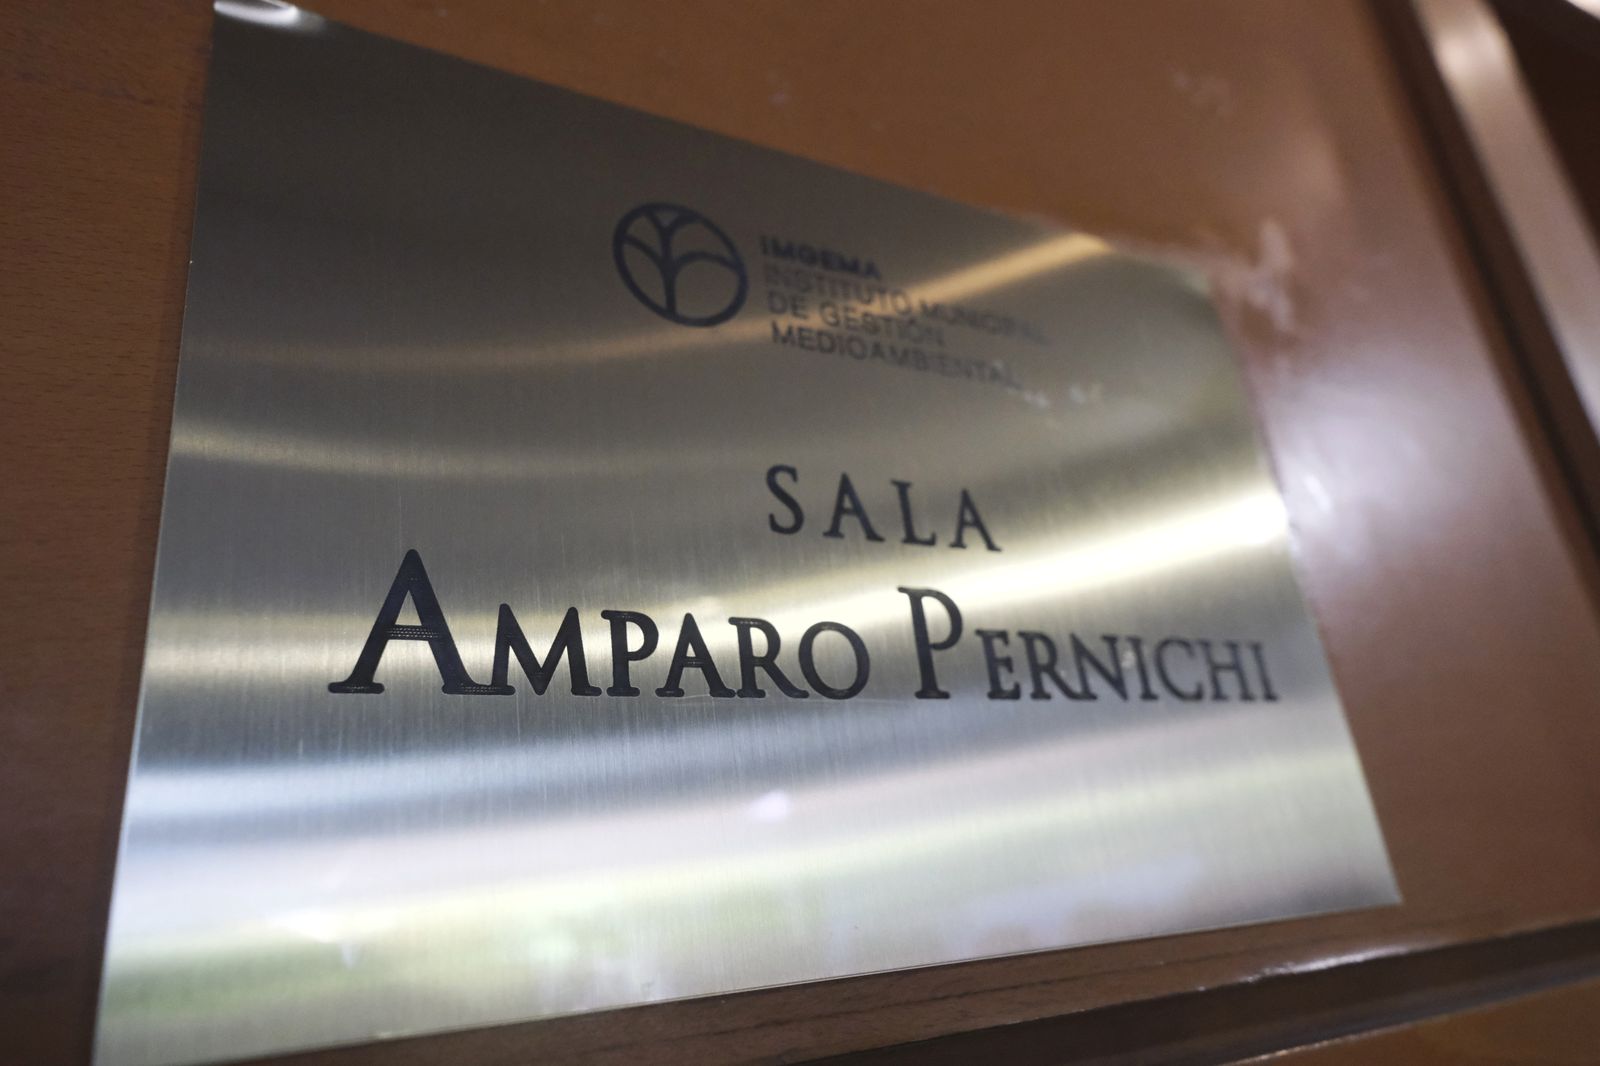 IMGEMA
INSTITUTO MUNICIPAL
DE GESTIÓN
MEDIOAMBIENTAL
SALA
AMPARO PERNICHI